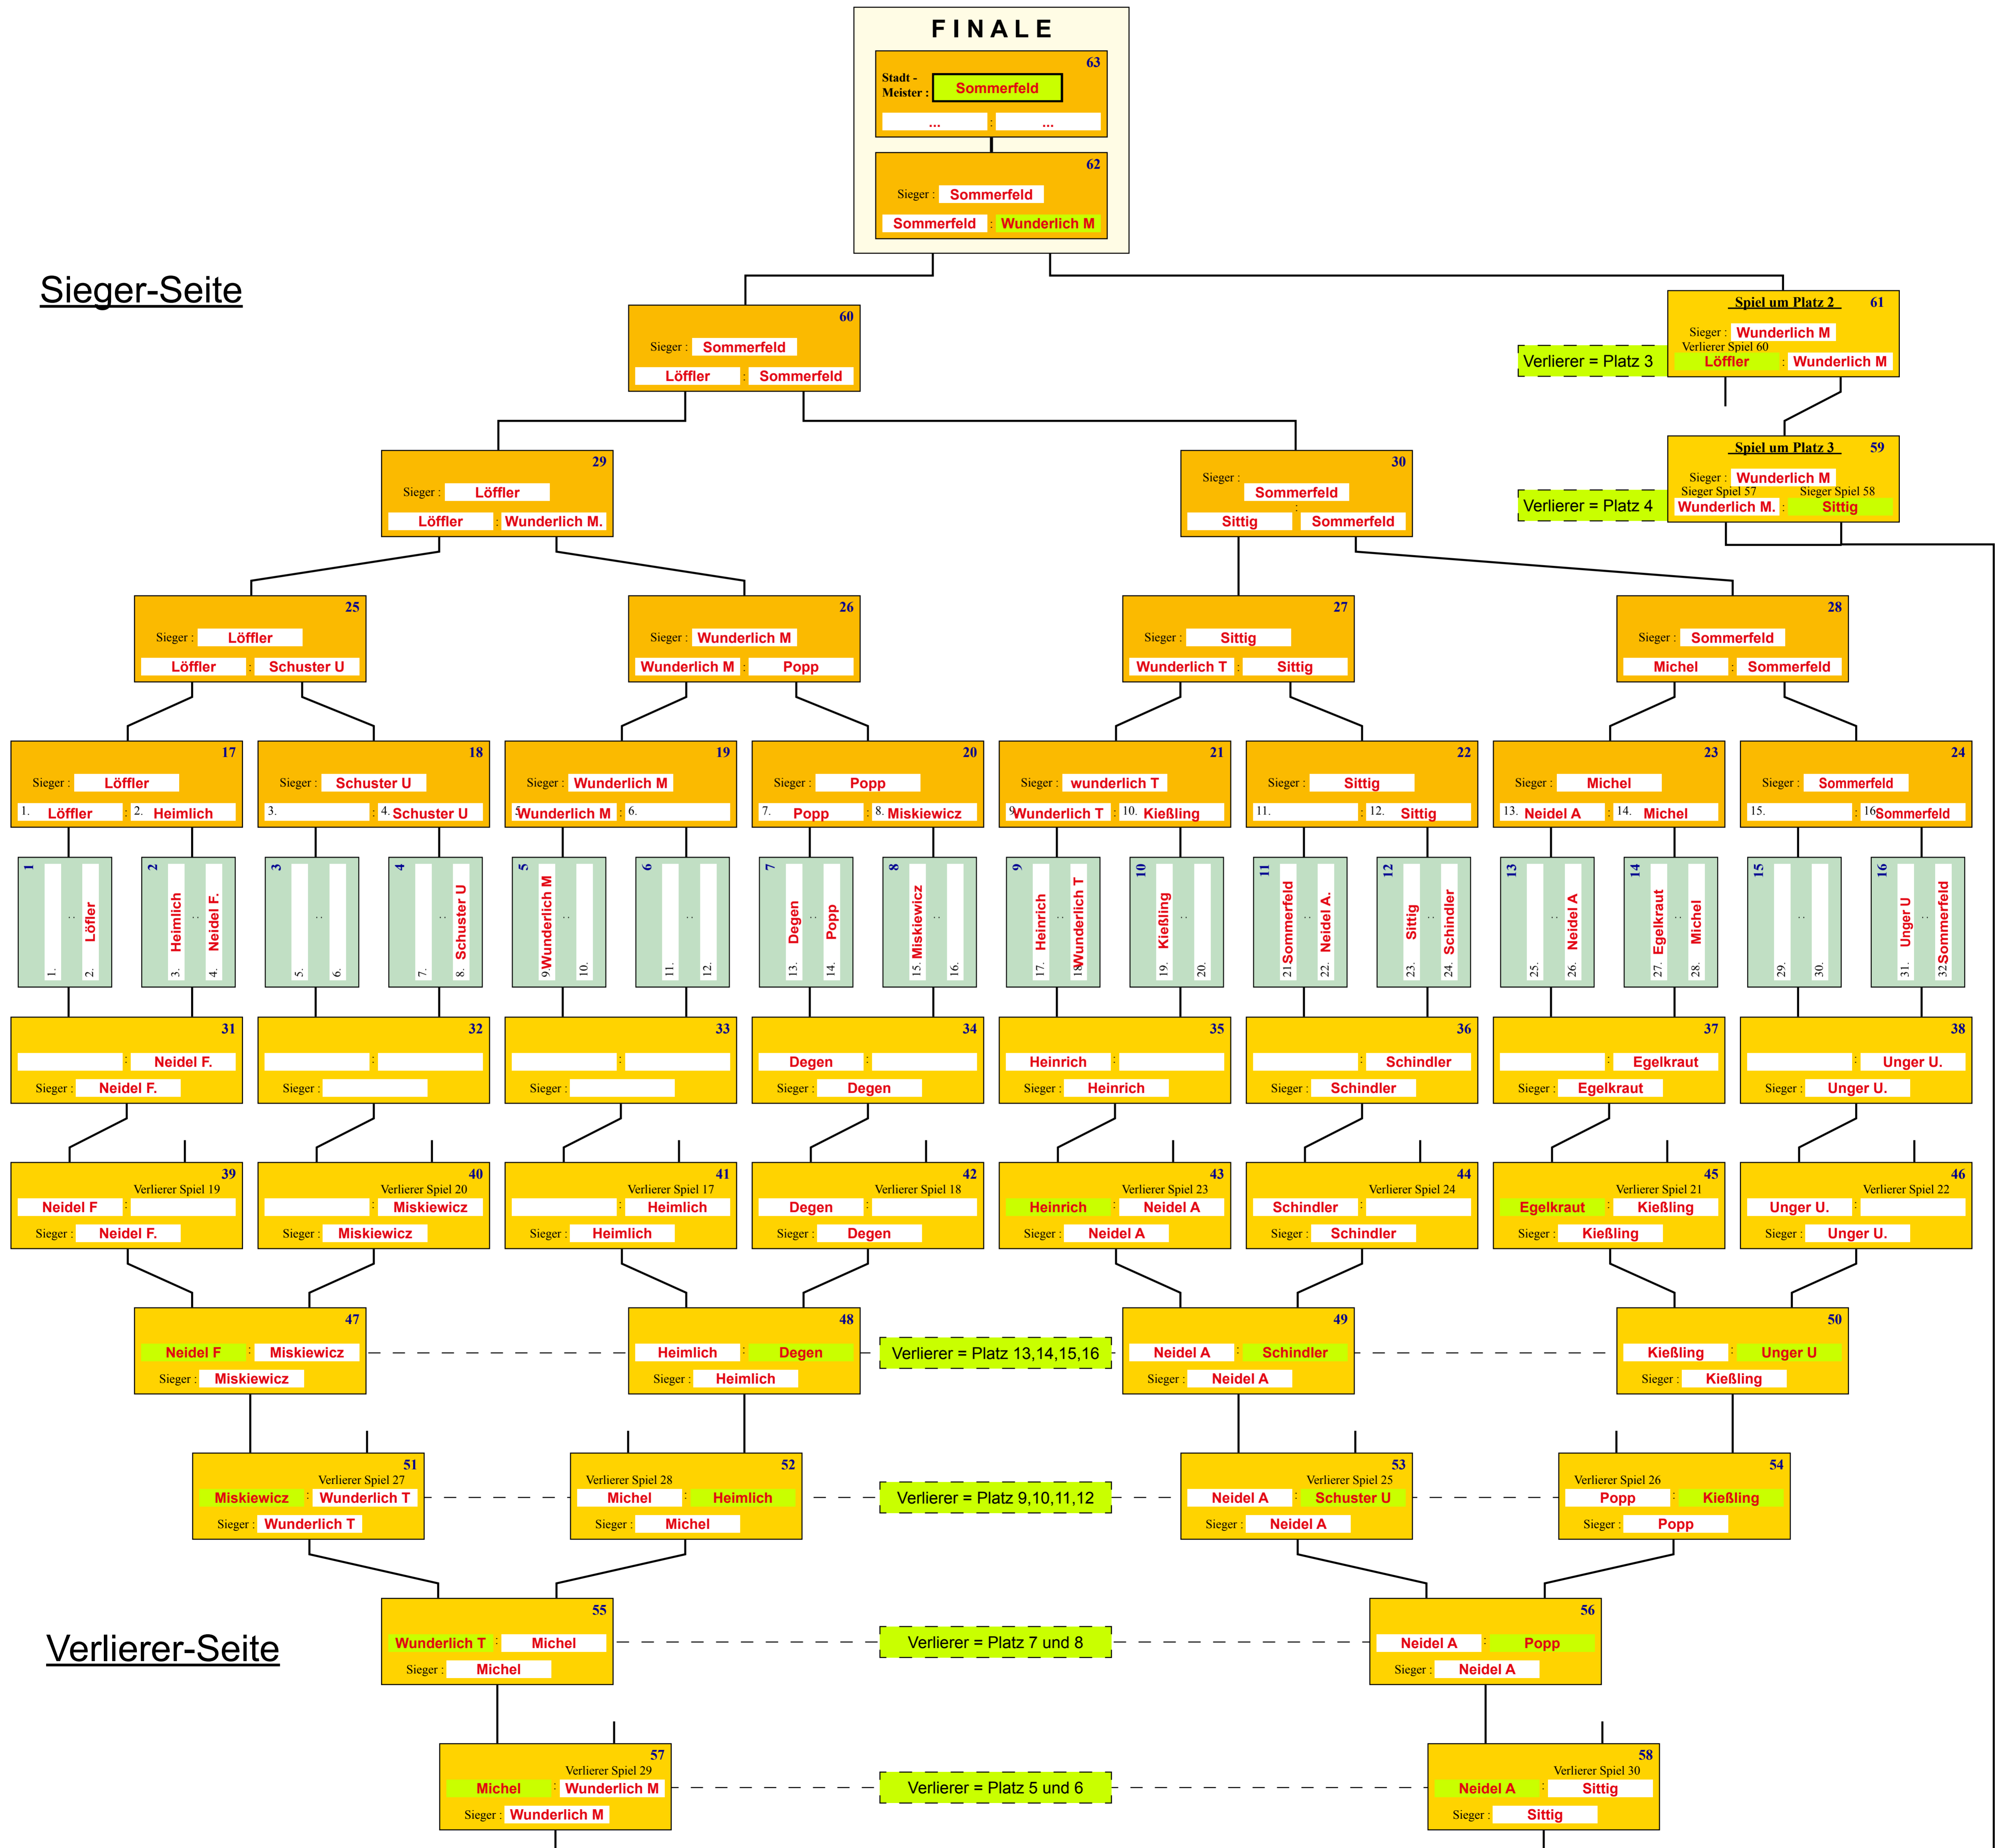 FINALE
63
Stadt -
Meister : Sommerfeld
... : ...
62
Sieger : Sommerfeld
Sommerfeld : Wunderlich M
Sieger-Seite
60
Sieger : Sommerfeld
Löffler : Sommerfeld
Spiel um Platz 2 61
Sieger : Wunderlich M
Verlierer Spiel 60
Löffler : Wunderlich M
Verlierer = Platz 3
29
Sieger : Löffler
Löffler : Wunderlich M.
30
Sieger :
Sommerfeld
Sittig : Sommerfeld
Spiel um Platz 3 59
Sieger : Wunderlich M
Sieger Spiel 57 Sieger Spiel 58
Wunderlich M. : Sittig
Verlierer = Platz 4
25
Sieger : Löffler
Löffler : Schuster U
26
Sieger : Wunderlich M
Wunderlich M : Popp
27
Sieger : Sittig
Wunderlich T : Sittig
28
Sieger : Sommerfeld
Michel : Sommerfeld
17
Sieger : Löffler
1. Löffler : 2. Heimlich
18
Sieger : Schuster U
3. : 4. Schuster U
19
Sieger : Wunderlich M
5. Wunderlich M : 6.
20
Sieger : Popp
7. Popp : 8. Miskiewicz
21
Sieger : wunderlich T
9. Wunderlich T : 10. Kießling
22
Sieger : Sittig
11. : 12. Sittig
23
Sieger : Michel
13. Neidel A : 14. Michel
24
Sieger : Sommerfeld
15. : 16. Sommerfeld
1
1. : 2. Löfler
2
3. Heimlich : 4. Neidel F.
3
5. : 6.
4
7. : 8. Schuster U
5
9. Wunderlich M : 10.
6
11. : 12.
7
13. Degen : 14. Popp
8
15. Miskiewicz : 16.
9
17. Heinrich : 18. Wunderlich T
10
19. Kießling : 20.
11
21. Sommerfeld : 22. Neidel A.
12
23. Sittig : 24. Schindler
13
25. : 26. Neidel A
14
27. Egelkraut : 28. Michel
15
29. : 30.
16
31. Unger U : 32. Sommerfeld
31
: Neidel F.
Sieger : Neidel F.
32
:
Sieger :
33
:
Sieger :
34
Degen :
Sieger : Degen
35
Heinrich :
Sieger : Heinrich
36
: Schindler
Sieger : Schindler
37
: Egelkraut
Sieger : Egelkraut
38
: Unger U.
Sieger : Unger U.
39
Verlierer Spiel 19
Neidel F :
Sieger : Neidel F.
40
Verlierer Spiel 20
: Miskiewicz
Sieger : Miskiewicz
41
Verlierer Spiel 17
: Heimlich
Sieger : Heimlich
42
Verlierer Spiel 18
Degen :
Sieger : Degen
43
Verlierer Spiel 23
Heinrich : Neidel A
Sieger : Neidel A
44
Verlierer Spiel 24
Schindler :
Sieger : Schindler
45
Verlierer Spiel 21
Egelkraut : Kießling
Sieger : Kießling
46
Verlierer Spiel 22
Unger U. :
Sieger : Unger U.
47
Neidel F : Miskiewicz
Sieger : Miskiewicz
48
Heimlich : Degen
Sieger : Heimlich
Verlierer = Platz 13,14,15,16
49
Neidel A : Schindler
Sieger : Neidel A
50
Kießling : Unger U
Sieger : Kießling
51
Verlierer Spiel 27
Miskiewicz : Wunderlich T
Sieger : Wunderlich T
52
Verlierer Spiel 28
Michel : Heimlich
Sieger : Michel
Verlierer = Platz 9,10,11,12
53
Verlierer Spiel 25
Neidel A : Schuster U
Sieger : Neidel A
54
Verlierer Spiel 26
Popp : Kießling
Sieger : Popp
Verlierer-Seite
55
Wunderlich T : Michel
Sieger : Michel
Verlierer = Platz 7 und 8
56
Neidel A : Popp
Sieger : Neidel A
57
Verlierer Spiel 29
Michel : Wunderlich M
Sieger : Wunderlich M
Verlierer = Platz 5 und 6
58
Verlierer Spiel 30
Neidel A : Sittig
Sieger : Sittig